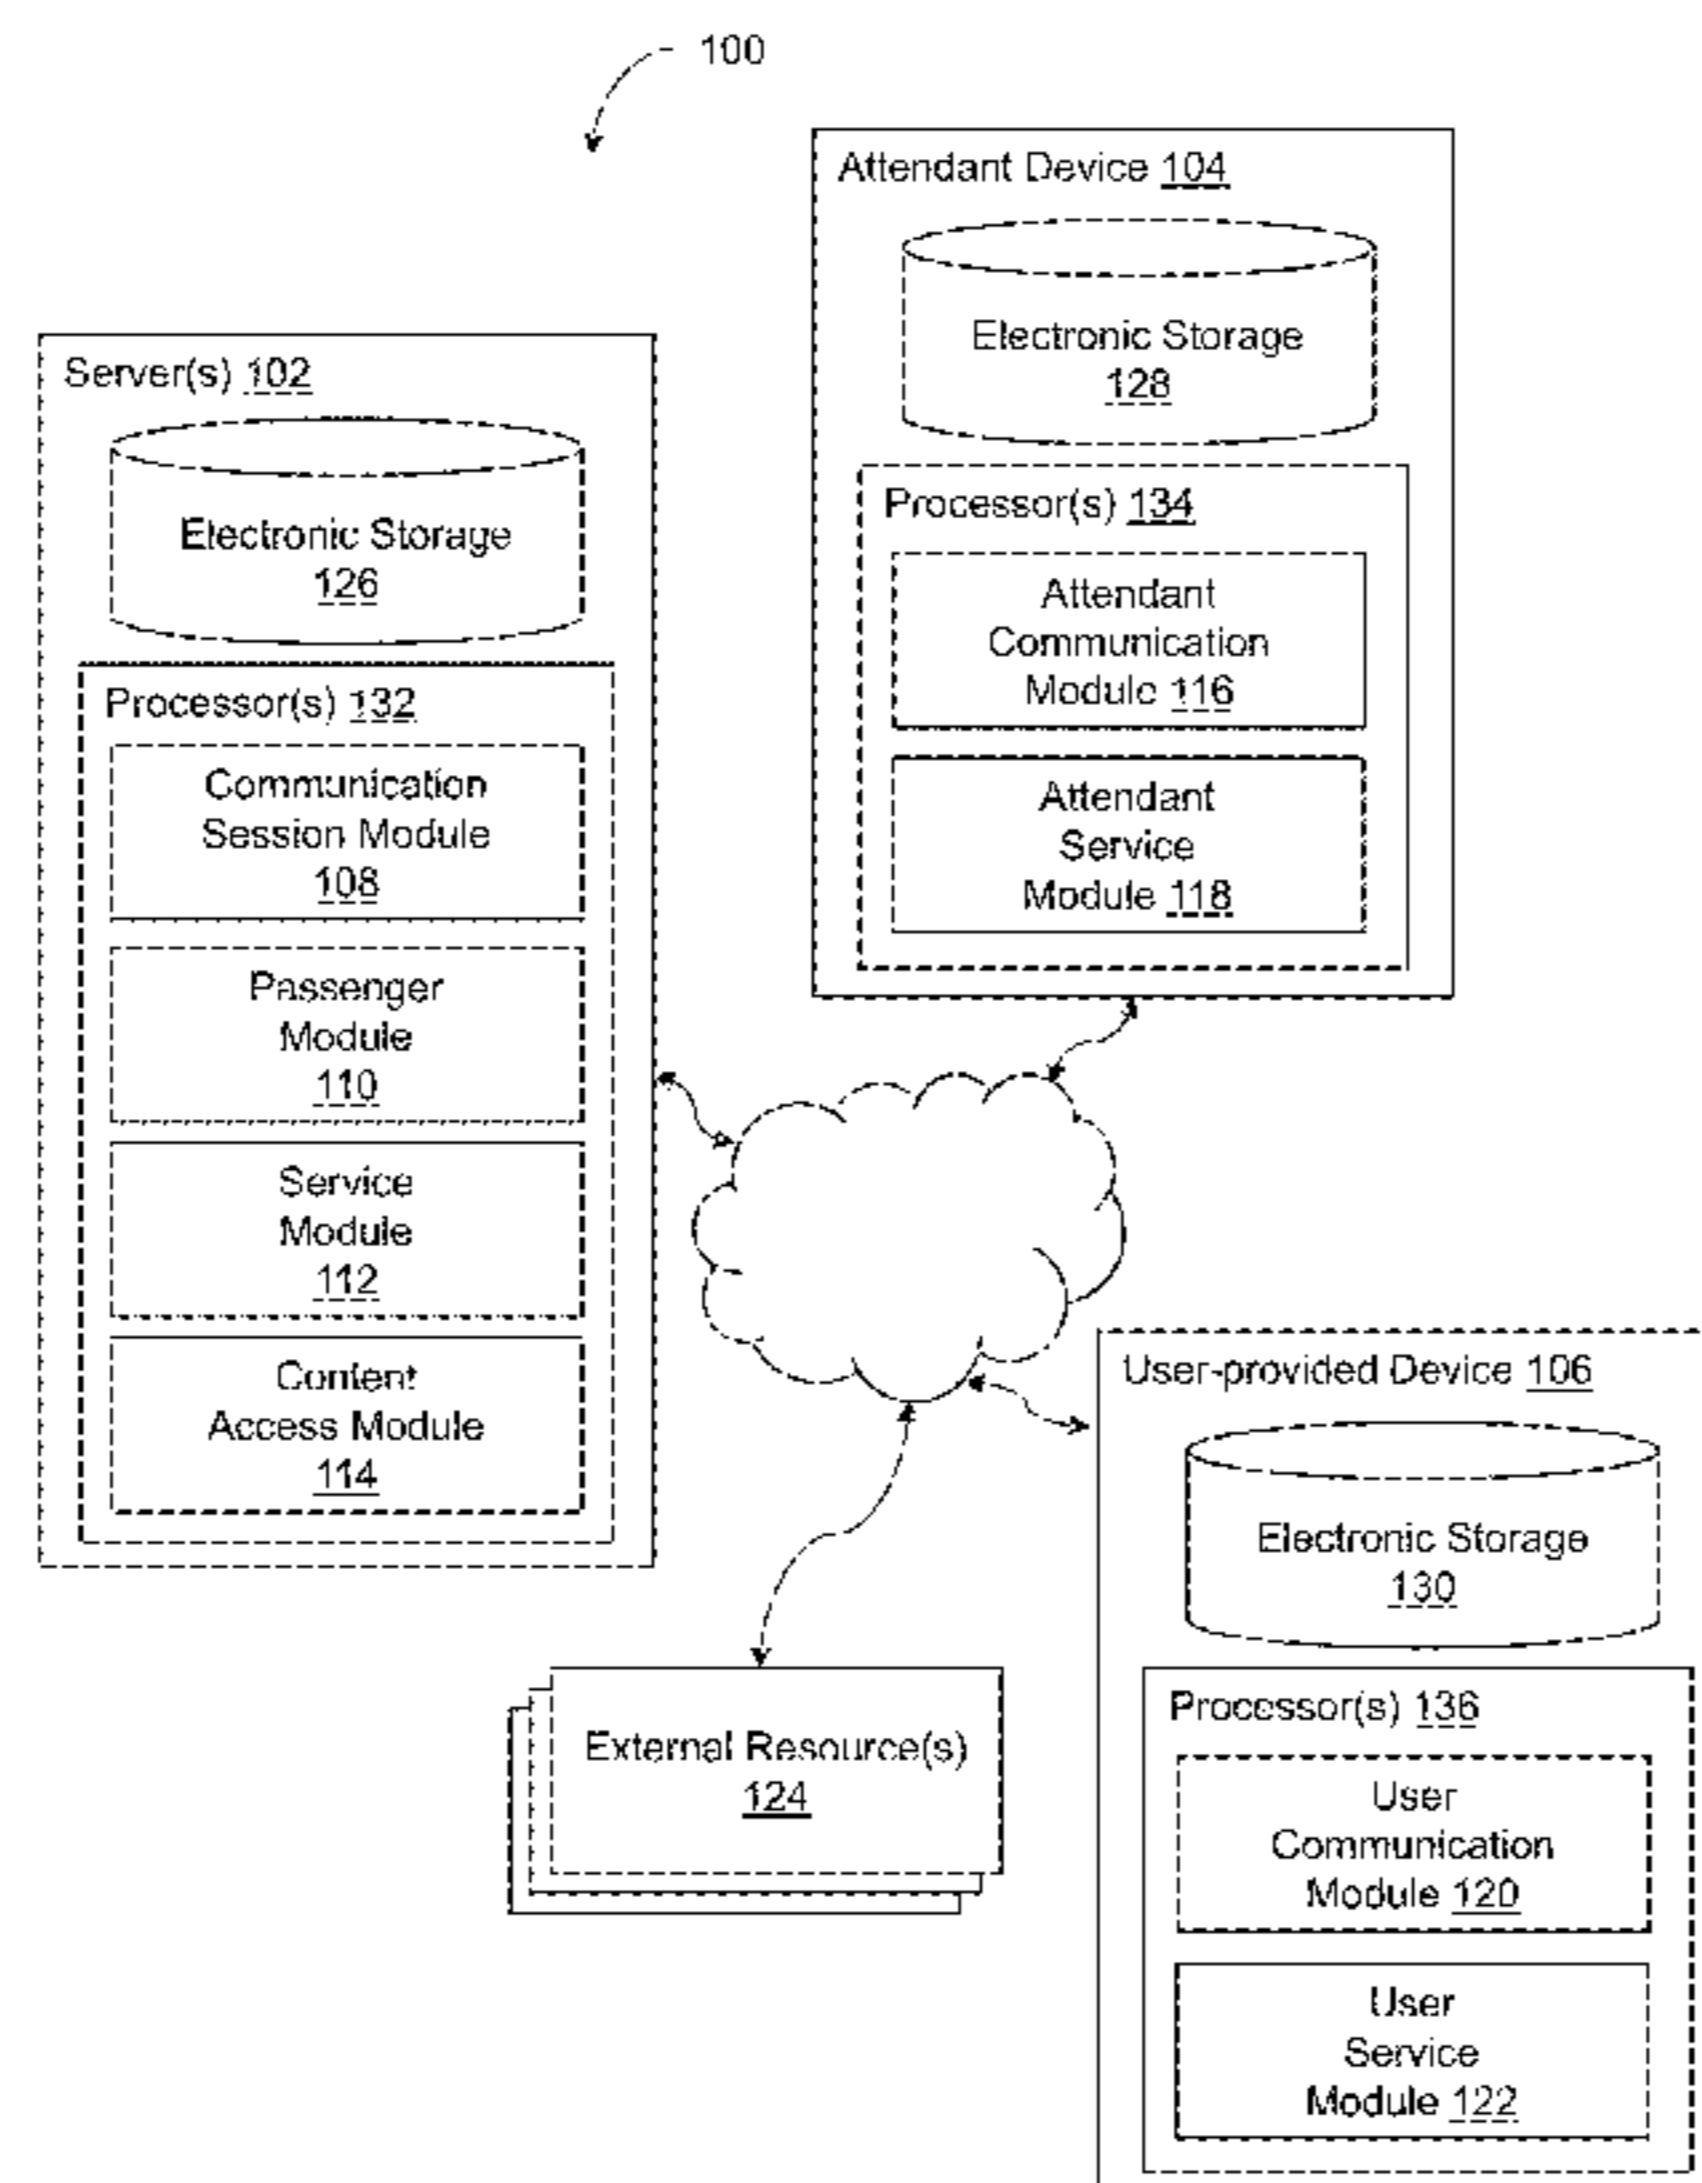 100
Attendant Device 104
Electronic Storage
128
Processor(s) 134
Attendant
Communication
Module 116
Attendant
Service
Module 118
Server(s) 102
Electronic Storage
126
Processor(s) 132
Communication
Session Module
108
Passenger
Module
110
Service
Module
112
Content
Access Module
114
User-provided Device 106
Electronic Storage
130
Processor(s) 136
User
Communication
Module 120
User
Service
Module 122
External Resource(s)
124